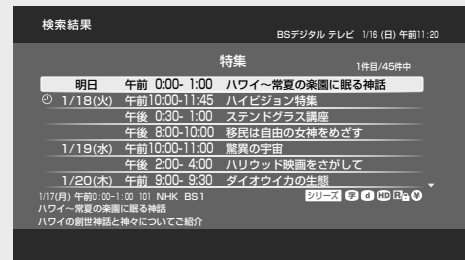 検索結果
BSデジタル テレビ 1/16 (日) 午前11:20
特集
1件目/45件中
明日 午前 0:00- 1:00 ハワイ～常夏の楽園に眠る神話
1/18(火) 午前10:00-11:45 ハイビジョン特集
午後 0:30- 1:00 ステンドグラス講座
午後 8:00-10:00 移民は自由の女神をめざす
1/19(水) 午前10:00-11:00 驚異の宇宙
午後 2:00- 4:00 ハリウッド映画をさがして
1/20(木) 午前 9:00- 9:30 ダイオウイカの生態
1/17(月) 午前0:00-1:00 101 NHK BS1 シリーズ 字 d HD R ¥
ハワイ～常夏の楽園に眠る神話
ハワイの創世神話と神々についてご紹介